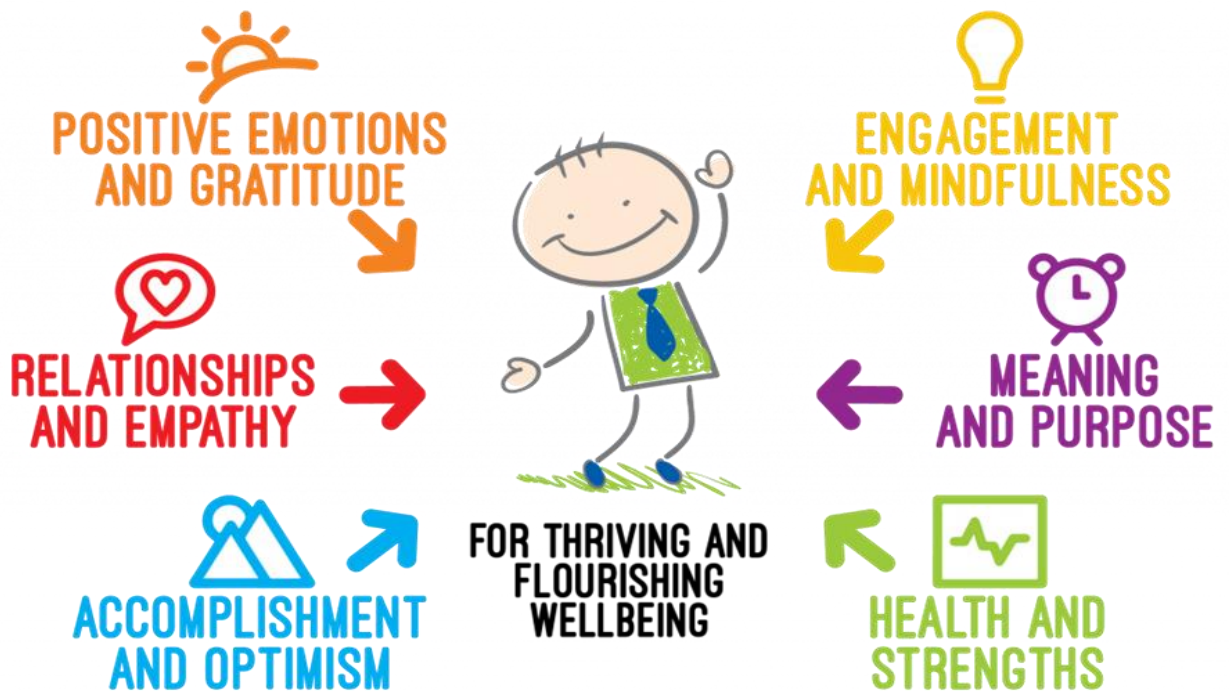 POSITIVE EMOTIONS
AND GRATITUDE
ENGAGEMENT
AND MINDFULNESS
RELATIONSHIPS
AND EMPATHY
MEANING
AND PURPOSE
ACCOMPLISHMENT
AND OPTIMISM
FOR THRIVING AND
FLOURISHING
WELLBEING
HEALTH AND
STRENGTHS